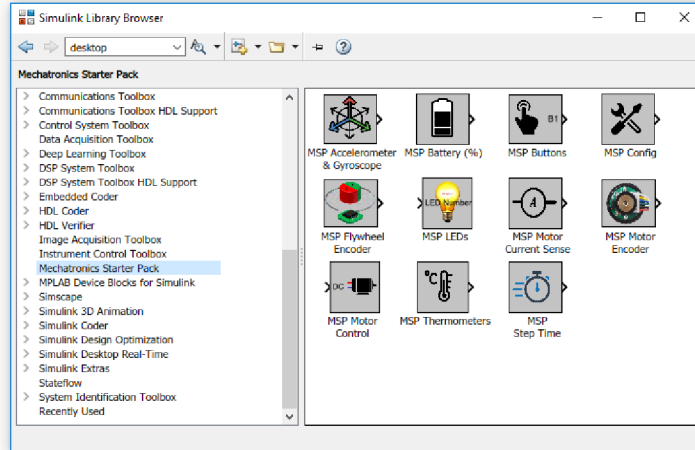 Simulink Library Browser
desktop
Mechatronics Starter Pack
Communications Toolbox
Communications Toolbox HDL Support
Control System Toolbox
Data Acquisition Toolbox
Deep Learning Toolbox
DSP System Toolbox
DSP System Toolbox HDL Support
Embedded Coder
HDL Coder
HDL Verifier
Image Acquisition Toolbox
Instrument Control Toolbox
Mechatronics Starter Pack
MPLAB Device Blocks for Simulink
Simscape
Simulink 3D Animation
Simulink Coder
Simulink Design Optimization
Simulink Desktop Real-Time
Simulink Extras
Stateflow
System Identification Toolbox
Recently Used
B1
MSP Accelerometer
& Gyroscope
MSP Battery (%)
MSP Buttons
MSP Config
LED Number
A
MSP Flywheel
Encoder
MSP LEDs
MSP Motor
Current Sense
MSP Motor
Encoder
DC
°C
MSP Motor
Control
MSP Thermometers
MSP
Step Time